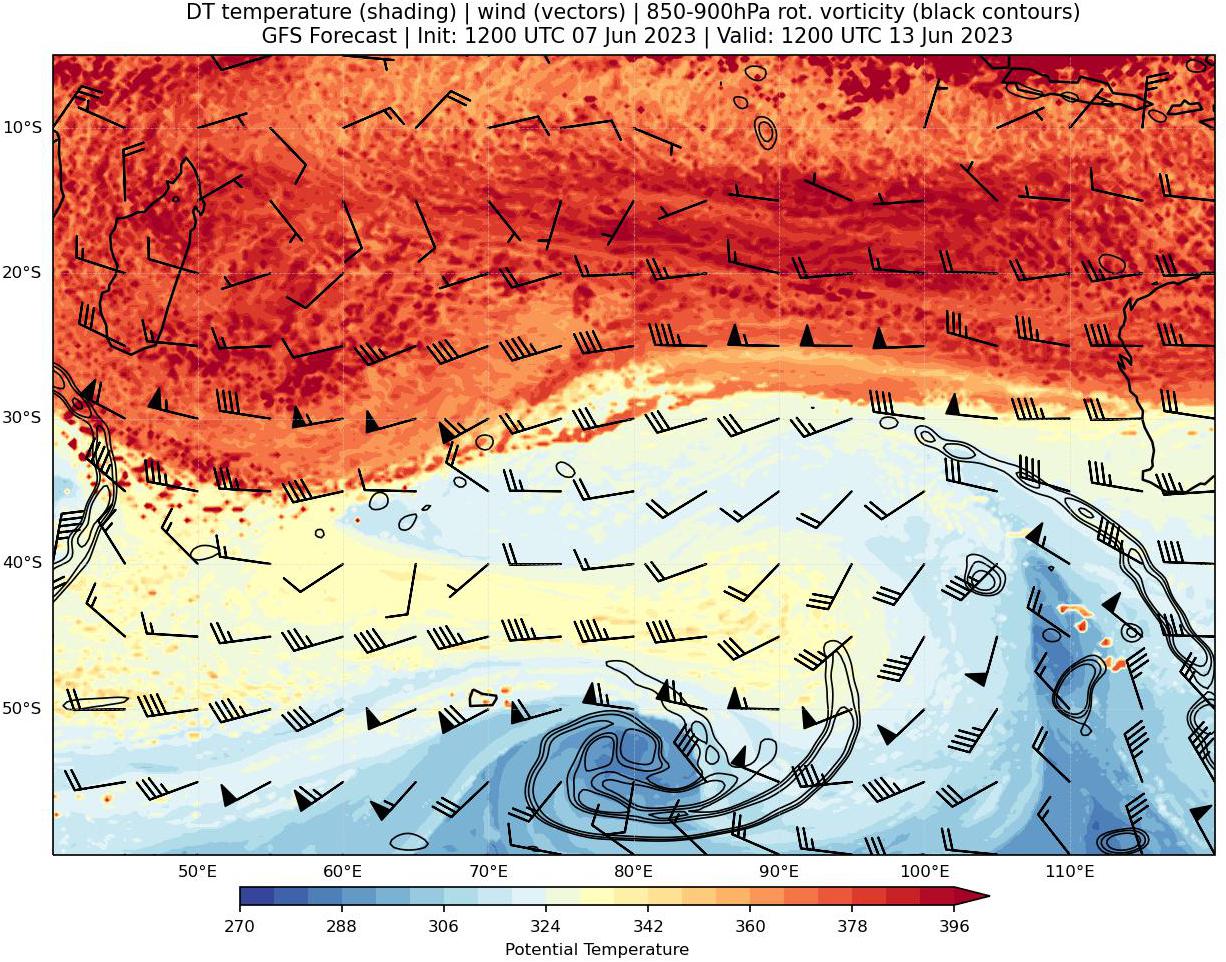 DT temperature (shading) | wind (vectors) | 850-900hPa rot. vorticity (black contours)
GFS Forecast | Init: 1200 UTC 07 Jun 2023 | Valid: 1200 UTC 13 Jun 2023
10°S
20°S
30°S
40°S
50°S
50°E 60°E 70°E 80°E 90°E 100°E 110°E
270 288 306 324 342 360 378 396
Potential Temperature